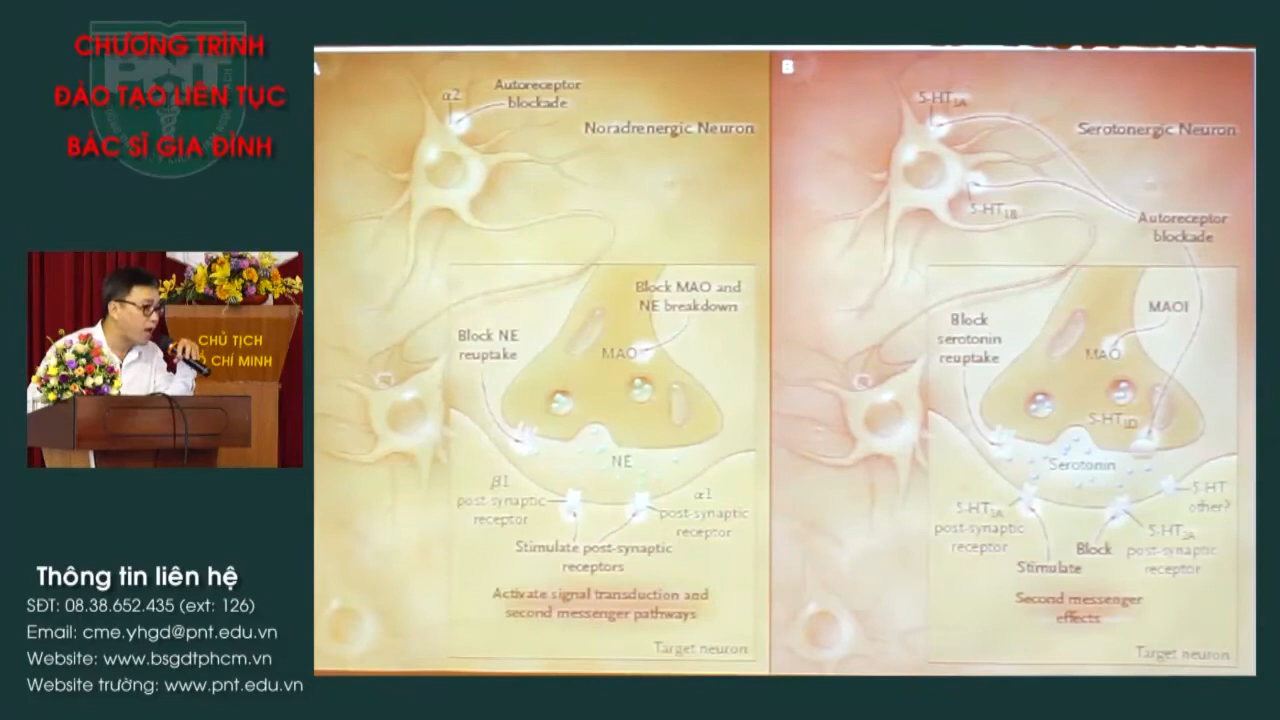 CHƯƠNG TRÌNH
ĐÀO TẠO LIÊN TỤC
BÁC SĨ GIA ĐÌNH
PNT
CHỦ TỊCH
CHÍ MINH
Thông tin liên hệ
SĐT: 08.38.652.435 (ext: 126)
Email: cme.yhgd@pnt.edu.vn
Website: www.bsgdtphcm.vn
Website trường: www.pnt.edu.vn
α2
Autoreceptor
blockade
Noradrenergic Neuron
Block MAO and
NE breakdown
Block NE
reuptake
MAO
NE
β1
post-synaptic
receptor
α1
post-synaptic
receptor
Stimulate post-synaptic
receptors
Activate signal transduction and
second messenger pathways
Target neuron
B
5-HT1A
Serotonergic Neuron
5-HT1B
Autoreceptor
blockade
Block
serotonin
reuptake
MAOI
MAO
5-HT1D
Serotonin
5-HT
other?
5-HT1A
post-synaptic
receptor
5-HT2A
post-synaptic
receptor
Block
Stimulate
Second messenger
effects
Target neuron